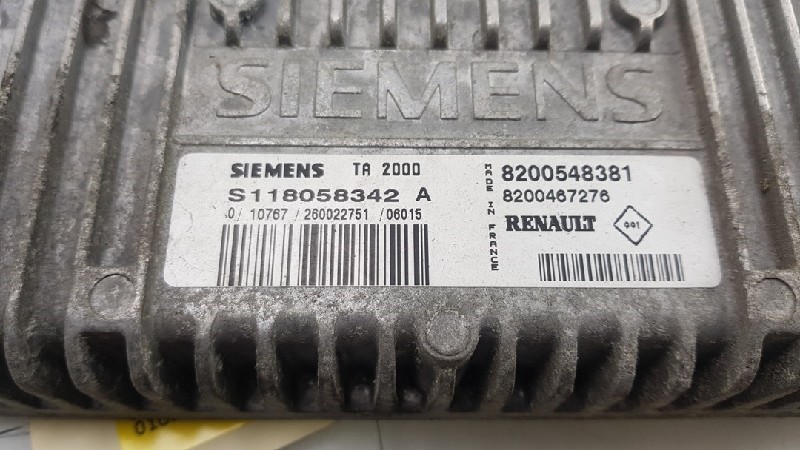 SIEMENS
SIEMENS TA 2000
S118058342 A
0/ 10767 /260022751 /06015
MADE IN FRANCE
8200548381
8200467276
RENAULT